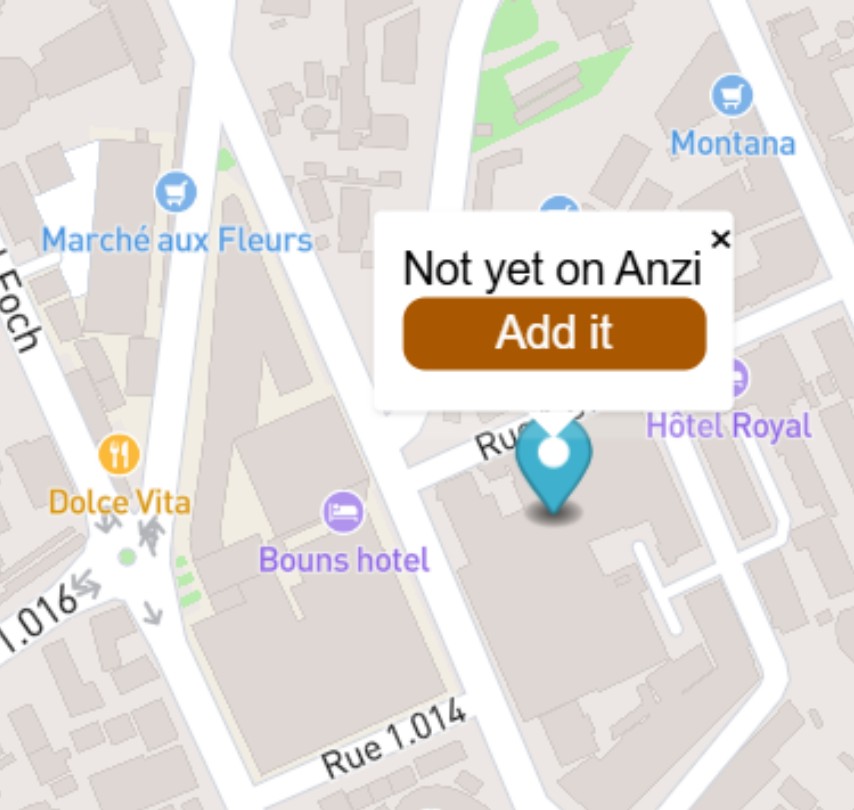 Montana
Marché aux Fleurs
×
Not yet on Anzi
Add it
Foch
Hôtel Royal
Rue
Dolce Vita
Bouns hotel
1.016
Rue 1.014